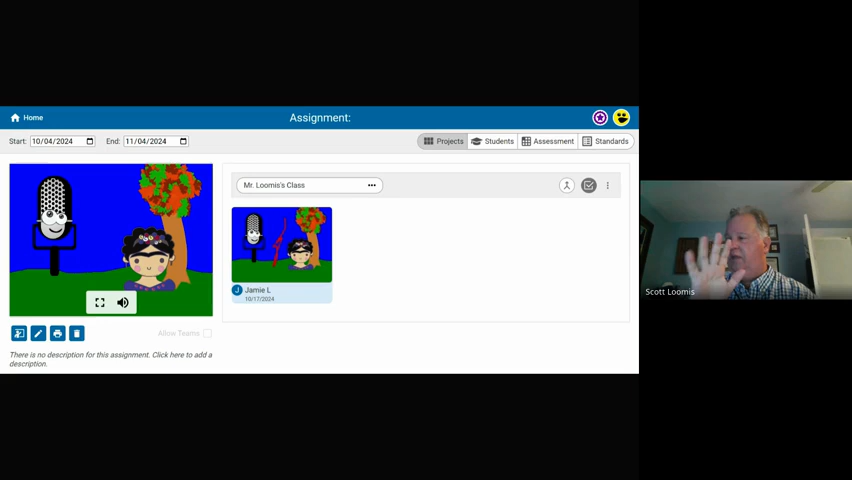 Home
Assignment:
Start: 10/04/2024 End: 11/04/2024
Projects Students Assessment Standards
Mr. Loomis's Class ...
J Jamie L
10/17/2024
Allow Teams
There is no description for this assignment. Click here to add a
description.
Scott Loomis